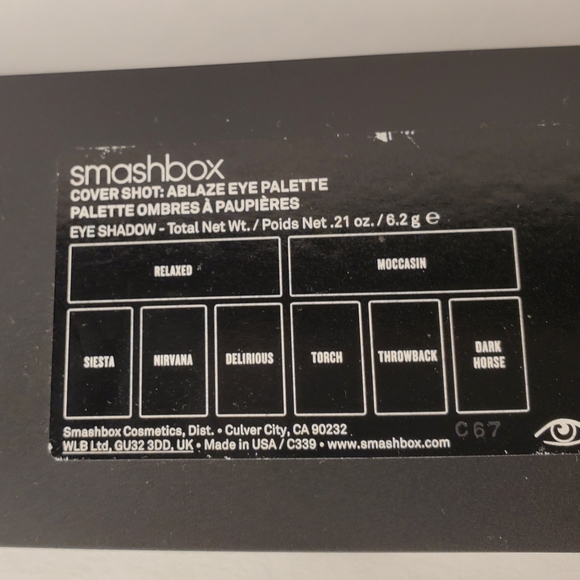 smashbox
COVER SHOT: ABLAZE EYE PALETTE
PALETTE OMBRES À PAUPIÈRES
EYE SHADOW - Total Net Wt. / Poids Net .21 oz. / 6.2 g ℮
RELAXED MOCCASIN
SIESTA NIRVANA DELIRIOUS TORCH THROWBACK DARK HORSE
Smashbox Cosmetics, Dist. • Culver City, CA 90232
WLB Ltd, GU32 3DD, UK • Made in USA / C339 • www.smashbox.com
C67